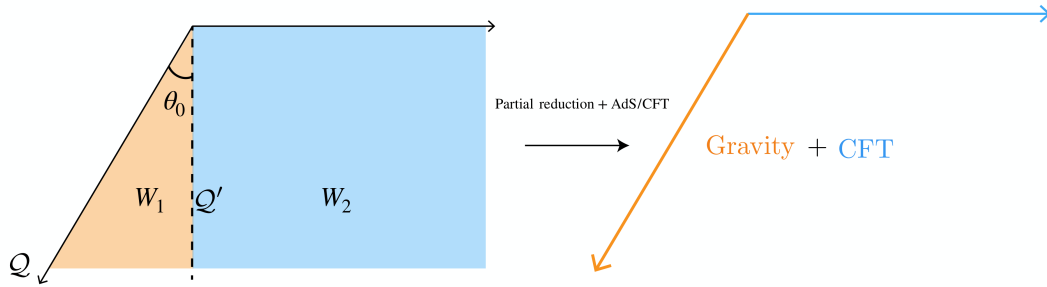 θ₀
Partial reduction + AdS/CFT
Gravity + CFT
W₁
𝒬′
W₂
𝒬